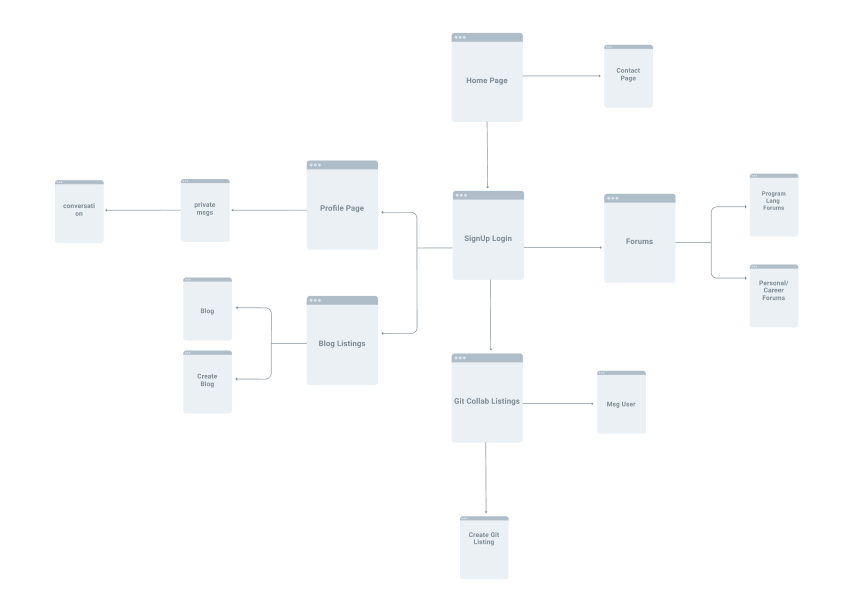 Home Page
Contact
Page
conversati
on
private
msgs
Profile Page
SignUp Login
Forums
Program
Lang
Forums
Personal/
Career
Foruma
Blog
Create
Blog
Blog Listings
Git Collab Listings
Msg User
Create Git
Listing